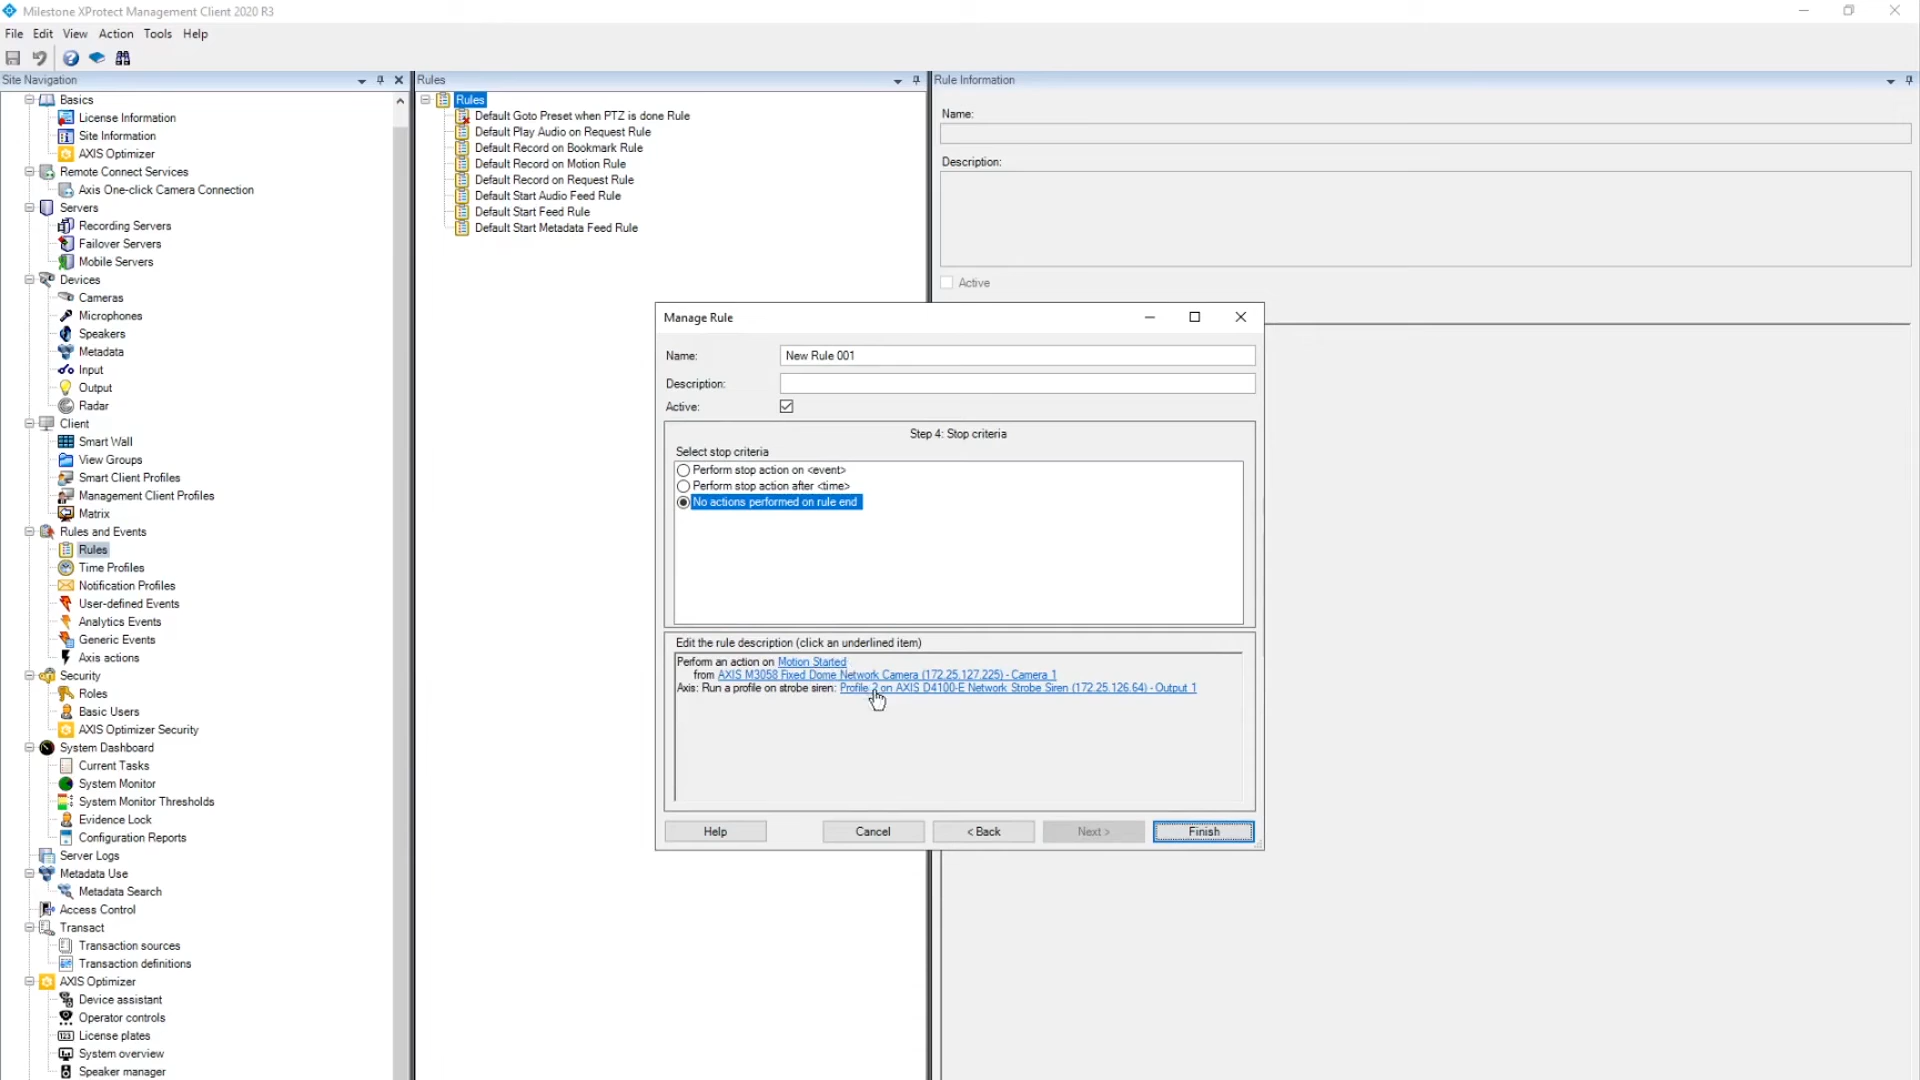 Milestone XProtect Management Client 2020 R3
File Edit View Action Tools Help
Site Navigation
Basics
License Information
Site Information
AXIS Optimizer
Remote Connect Services
Axis One-click Camera Connection
Servers
Recording Servers
Failover Servers
Mobile Servers
Devices
Cameras
Microphones
Speakers
Metadata
Input
Output
Radar
Client
Smart Wall
View Groups
Smart Client Profiles
Management Client Profiles
Matrix
Rules and Events
Rules
Time Profiles
Notification Profiles
User-defined Events
Analytics Events
Generic Events
Axis actions
Security
Roles
Basic Users
AXIS Optimizer Security
System Dashboard
Current Tasks
System Monitor
System Monitor Thresholds
Evidence Lock
Configuration Reports
Server Logs
Metadata Use
Metadata Search
Access Control
Transact
Transaction sources
Transaction definitions
AXIS Optimizer
Device assistant
Operator controls
License plates
System overview
Speaker manager
Rules
Rules
Default Goto Preset when PTZ is done Rule
Default Play Audio on Request Rule
Default Record on Bookmark Rule
Default Record on Motion Rule
Default Record on Request Rule
Default Start Audio Feed Rule
Default Start Feed Rule
Default Start Metadata Feed Rule
Rule Information
Name:
Description:
Active
Manage Rule
Name: New Rule 001
Description:
Active:
Step 4: Stop criteria
Select stop criteria
Perform stop action on <event>
Perform stop action after <time>
No actions performed on rule end
Edit the rule description (click an underlined item)
Perform an action on Motion Started
from AXIS M3058 Fixed Dome Network Camera (172.25.127.225) - Camera 1
Axis: Run a profile on strobe siren: Profile 2 on AXIS D4100-E Network Strobe Siren (172.25.126.64) - Output 1
Help Cancel < Back Next > Finish